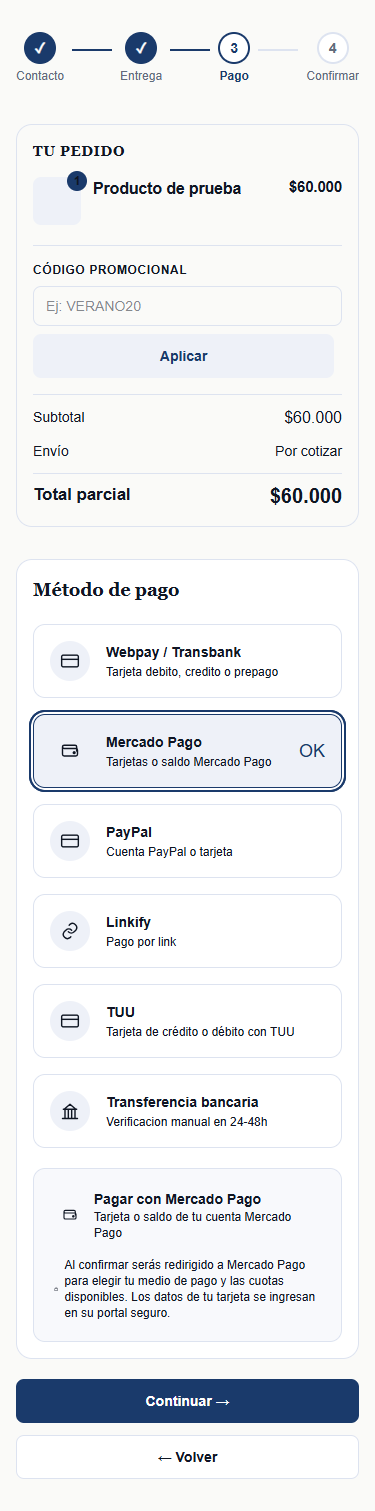 3
4
Contacto
Entrega
Pago
Confirmar
TU PEDIDO
1
Producto de prueba
$60.000
CÓDIGO PROMOCIONAL
Ej: VERANO20
Aplicar
Subtotal
$60.000
Envío
Por cotizar
Total parcial
$60.000
Método de pago
Webpay / Transbank
Tarjeta debito, credito o prepago
Mercado Pago
Tarjetas o saldo Mercado Pago
OK
PayPal
Cuenta PayPal o tarjeta
Linkify
Pago por link
TUU
Tarjeta de crédito o débito con TUU
Transferencia bancaria
Verificacion manual en 24-48h
Pagar con Mercado Pago
Tarjeta o saldo de tu cuenta Mercado
Pago
Al confirmar serás redirigido a Mercado Pago
para elegir tu medio de pago y las cuotas
disponibles. Los datos de tu tarjeta se ingresan
en su portal seguro.
Continuar →
← Volver